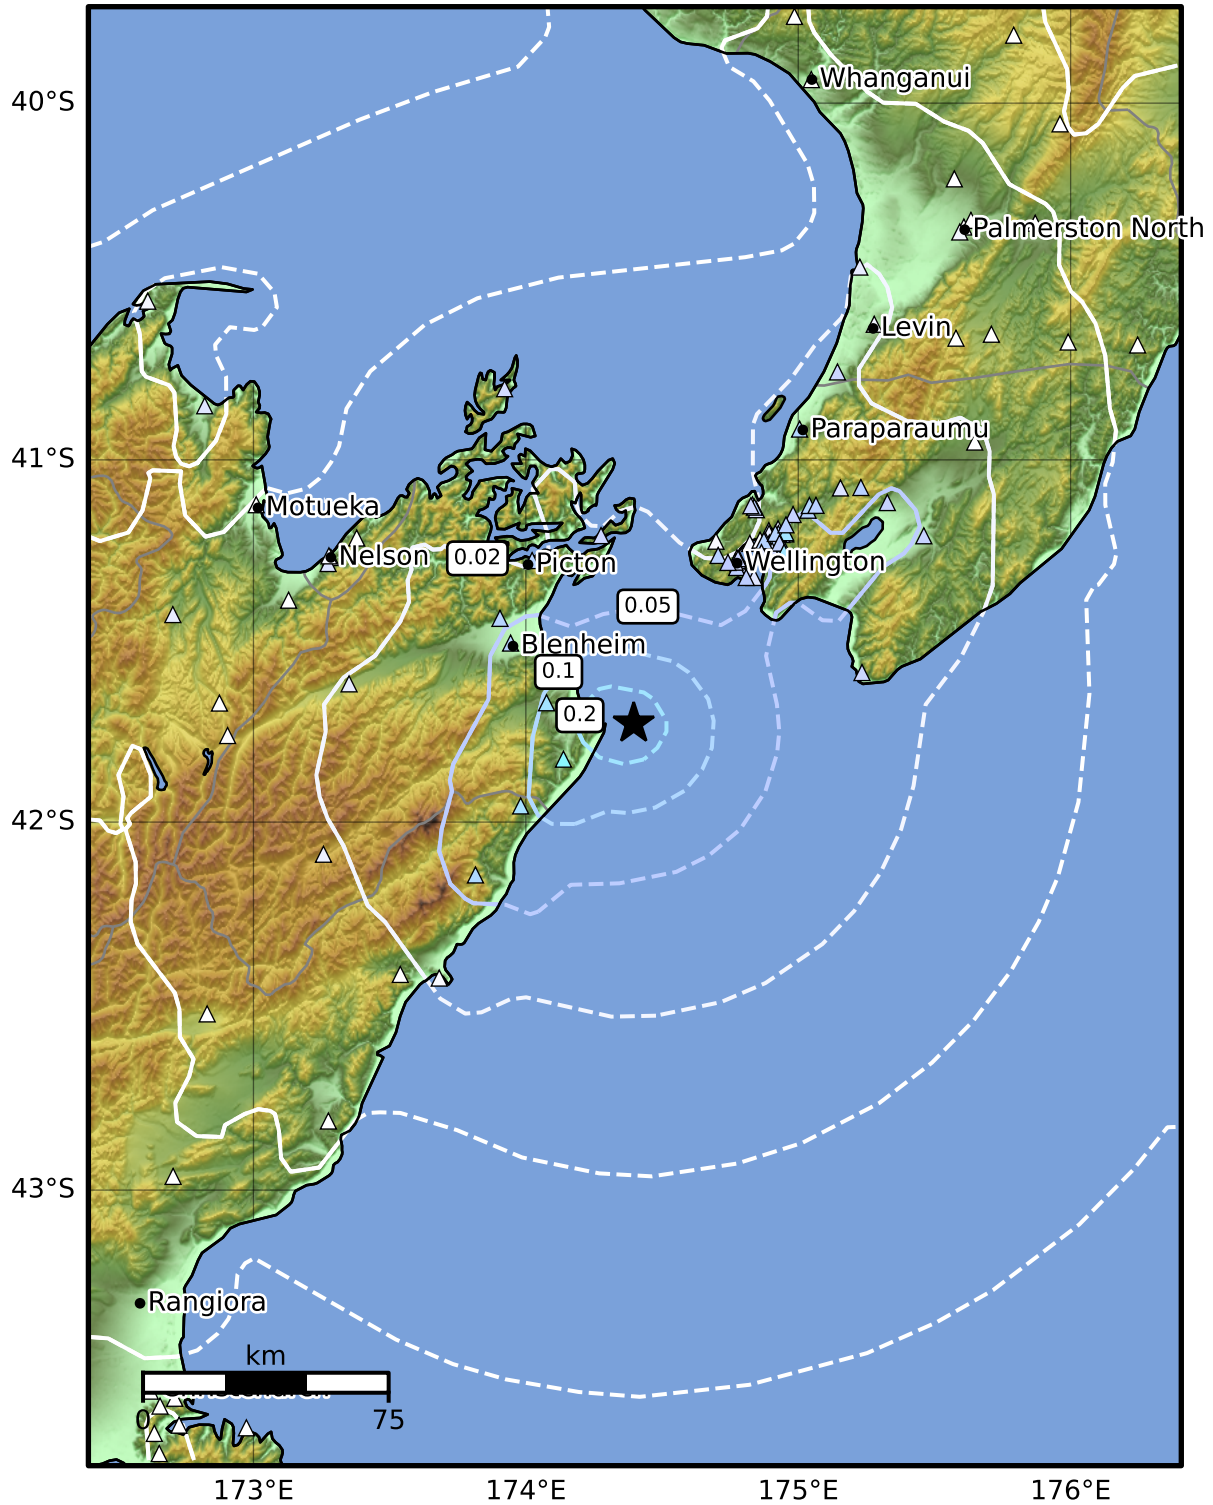 Whanganui
40°S
Palmerston North
Levin
Paraparaumu
41°S
Motueka
Nelson
0.02
Picton
Wellington
0.05
Blenheim
0.1
0.2
42°S
43°S
Rangiora
km
0
75
173°E
174°E
175°E
176°E